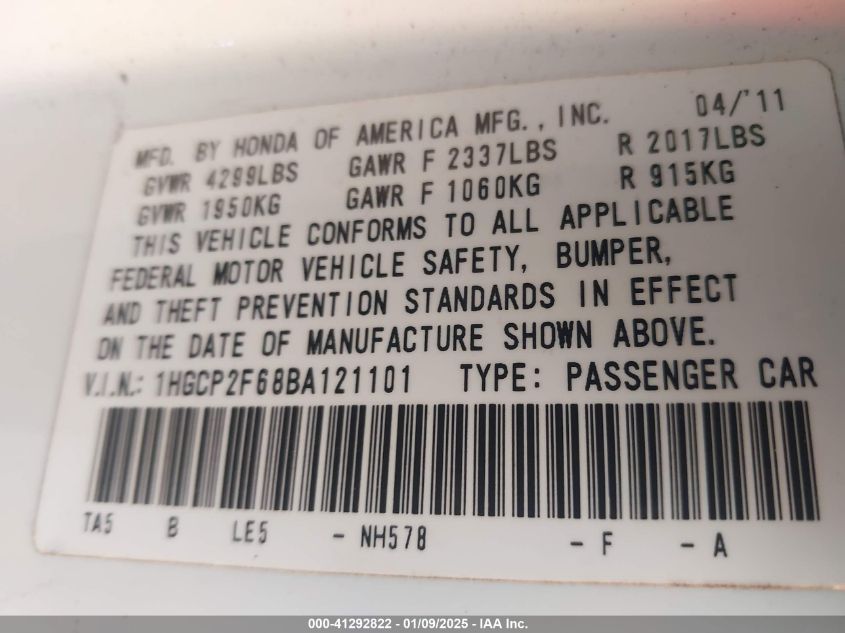 MFD. BY HONDA OF AMERICA MFG., INC. 04/'11
GVWR 4299LBS GAWR F 2337LBS R 2017LBS
GVWR 1950KG GAWR F 1060KG R 915KG
THIS VEHICLE CONFORMS TO ALL APPLICABLE
FEDERAL MOTOR VEHICLE SAFETY, BUMPER,
AND THEFT PREVENTION STANDARDS IN EFFECT
ON THE DATE OF MANUFACTURE SHOWN ABOVE.
V.I.N.: 1HGCP2F68BA121101 TYPE: PASSENGER CAR
TA5 B LE5 - NH578 - F - A
000-41292822 - 01/09/2025 - IAA Inc.